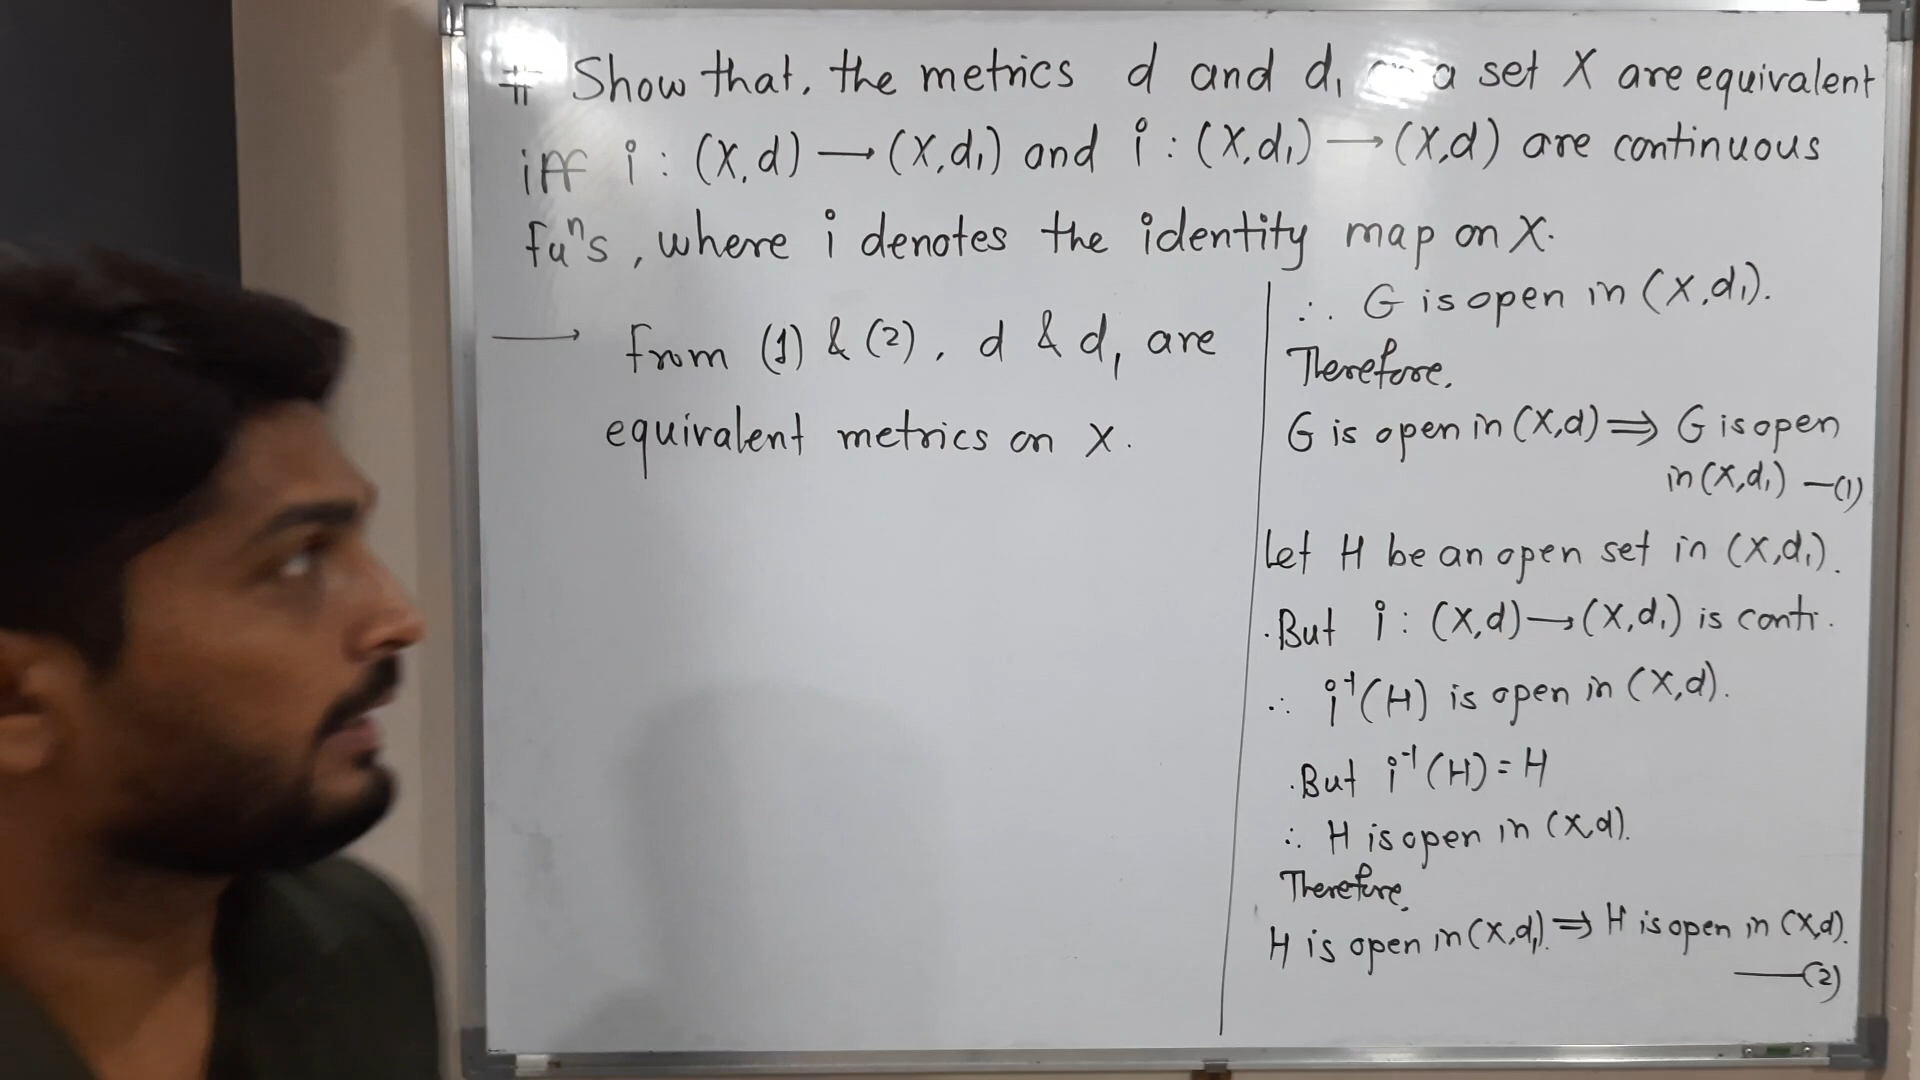 # Show that, the metrics d and d₁ a set X are equivalent
iff i : (X,d) → (X,d₁) and i : (X,d₁) → (X,d) are continuous
fuⁿs , where i denotes the identity map on X.
→ from (1) & (2), d & d₁ are
equivalent metrics on X.
∴ G is open in (X,d₁).
Therefore,
G is open in (X,d) ⇒ G is open
in (X,d₁) —(1)
Let H be an open set in (X,d₁).
.But i : (X,d) → (X,d₁) is conti.
∴ i⁻¹(H) is open in (X,d).
.But i⁻¹(H) = H
∴ H is open in (X,d).
Therefore,
H is open in (X,d₁). ⇒ H is open in (X,d).
—(2)